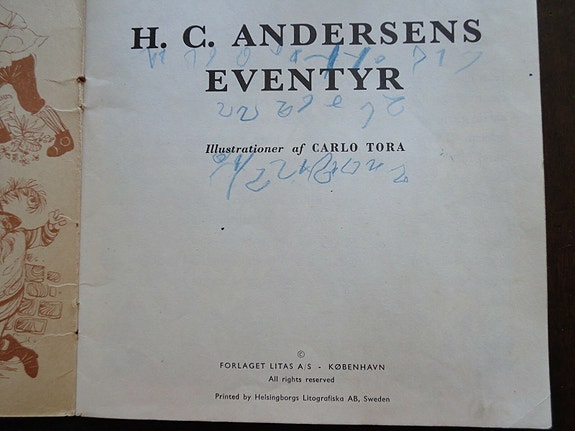 H. C. ANDERSENS
EVENTYR
Illustrationer af CARLO TORA
©
FORLAGET LITAS A/S - KØBENHAVN
All rights reserved
Printed by Helsingborgs Litografiska AB, Sweden